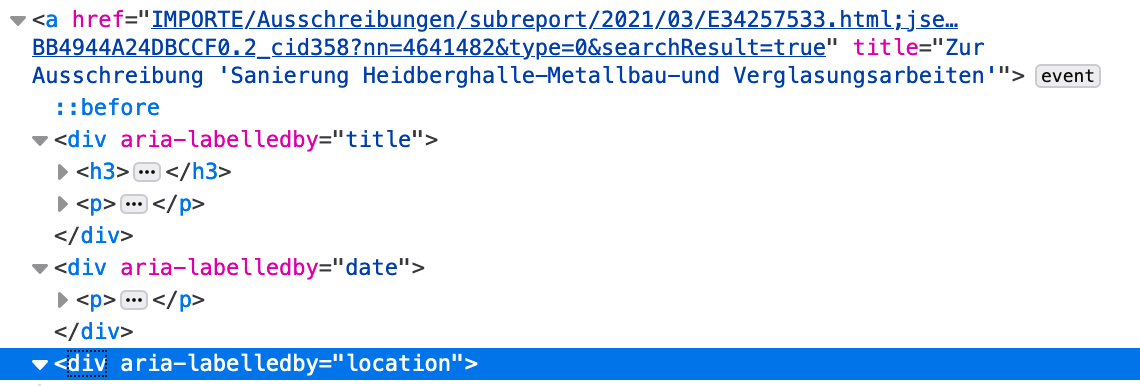 <a href="IMPORTE/Ausschreibungen/subreport/2021/03/E34257533.html;jse…
BB4944A24DBCCF0.2_cid358?nn=4641482&type=0&searchResult=true" title="Zur
Ausschreibung 'Sanierung Heidberghalle-Metallbau-und Verglasungsarbeiten'"> event
::before
<div aria-labelledby="title">
<h3> ••• </h3>
<p> ••• </p>
</div>
<div aria-labelledby="date">
<p> ••• </p>
</div>
<div aria-labelledby="location">